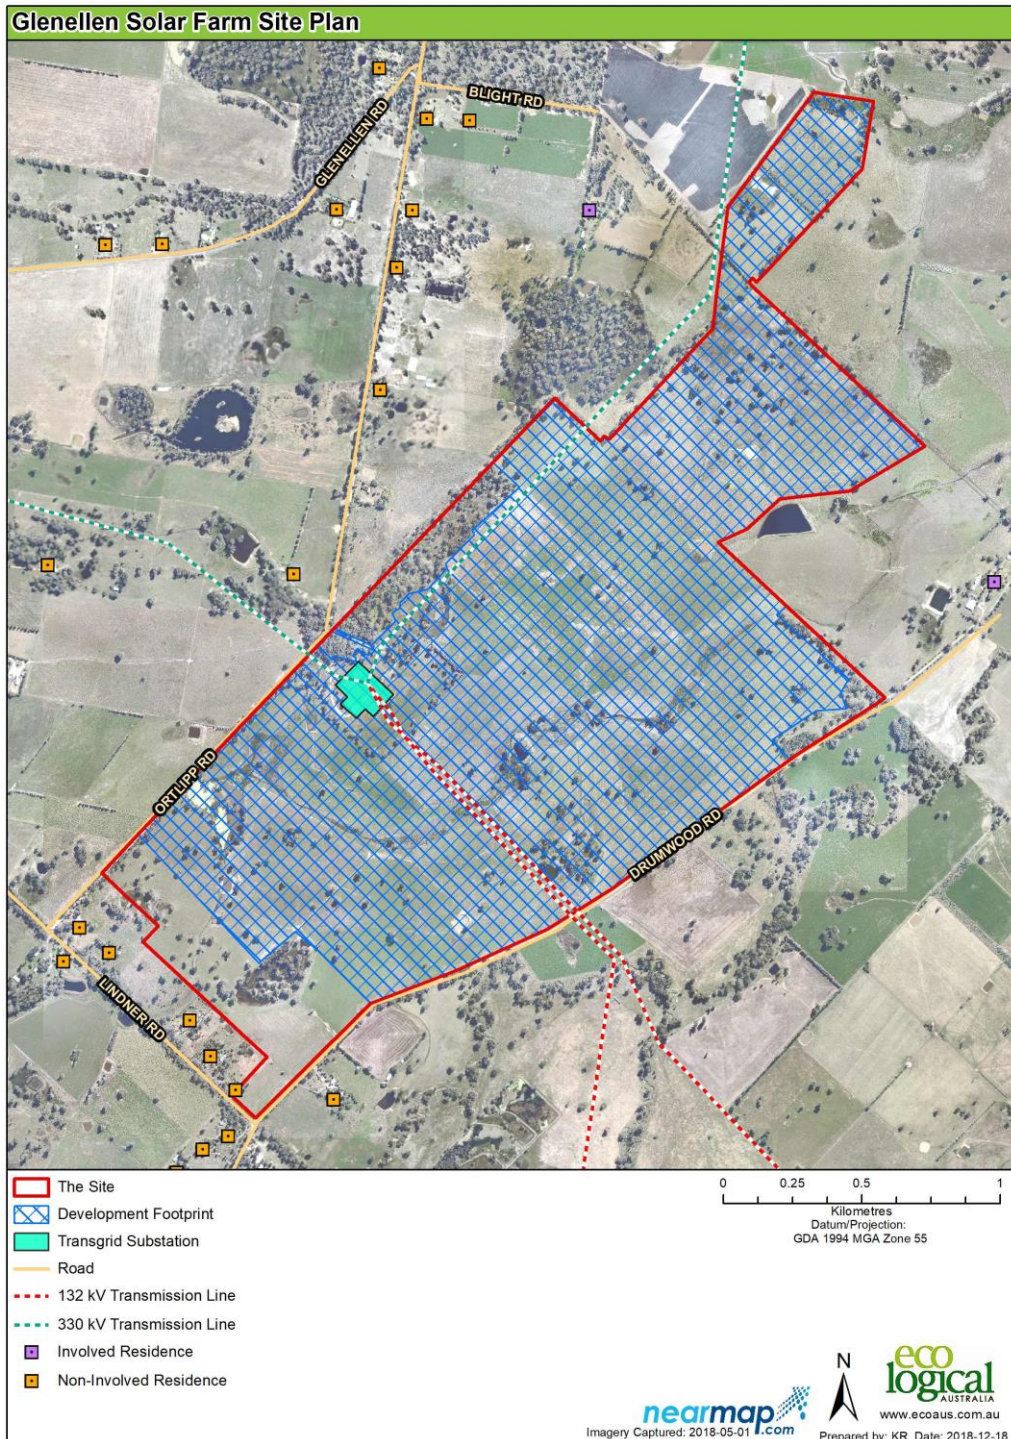 Glenellen Solar Farm Site Plan
BLIGHT RD
GLENELLEN RD
ORTLIPP RD
DRUMWOOD RD
LINDNER RD
The Site
Development Footprint
Transgrid Substation
Road
132 kV Transmission Line
330 kV Transmission Line
Involved Residence
Non-Involved Residence
0 0.25 0.5 1
Kilometres
Datum/Projection:
GDA 1994 MGA Zone 55
N
eco
logical
AUSTRALIA
www.ecoaus.com.au
nearmap
.com
Imagery Captured: 2018-05-01
Prepared by: KR Date: 2018-12-18